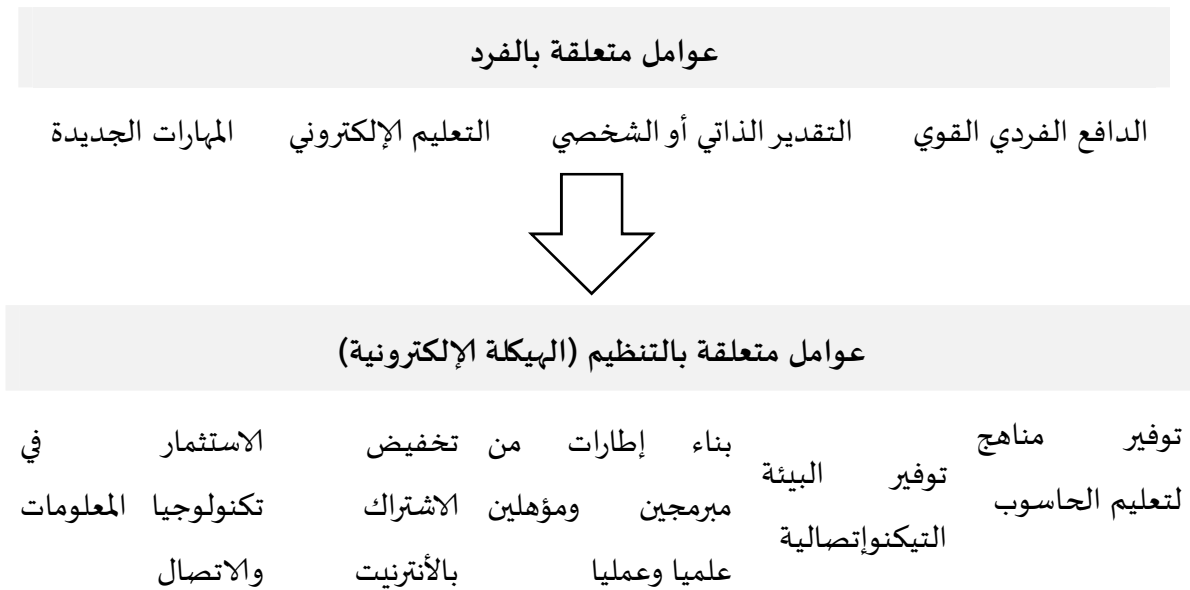 عوامل متعلقة بالفرد
الدافع الفردي القوي
التقدير الذاتي أو الشخصي
التعليم الإلكتروني
المهارات الجديدة
عوامل متعلقة بالتنظيم (الهيكلة الإلكترونية)
توفير مناهج
لتعليم الحاسوب
توفير البيئة
التيكنوإتصالية
بناء إطارات من
مبرمجين ومؤهلين
علميا وعمليا
تخفيض
الاشتراك
بالأنترنيت
الاستثمار في
تكنولوجيا المعلومات
والاتصال